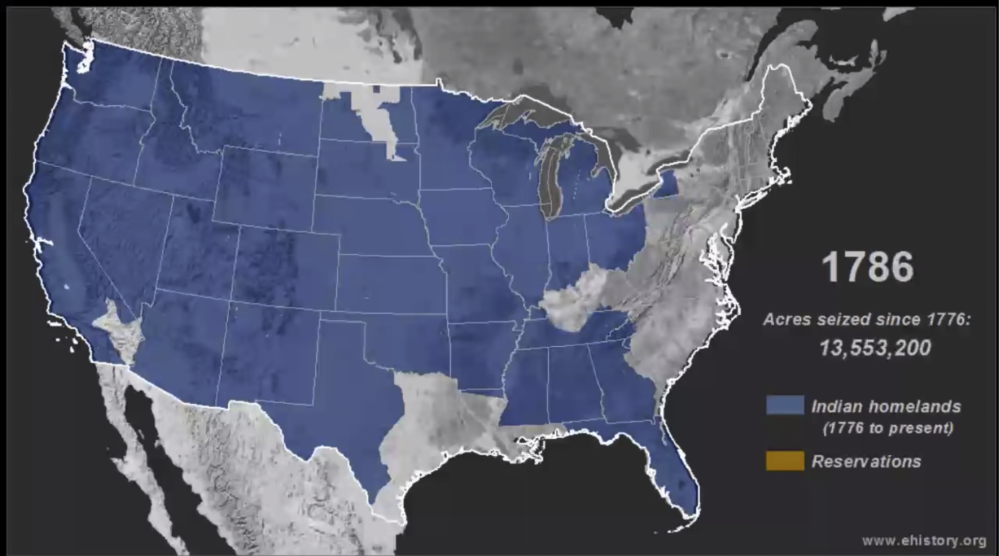 1786
Acres seized since 1776:
13,553,200
Indian homelands
(1776 to present)
Reservations
www.ehistory.org